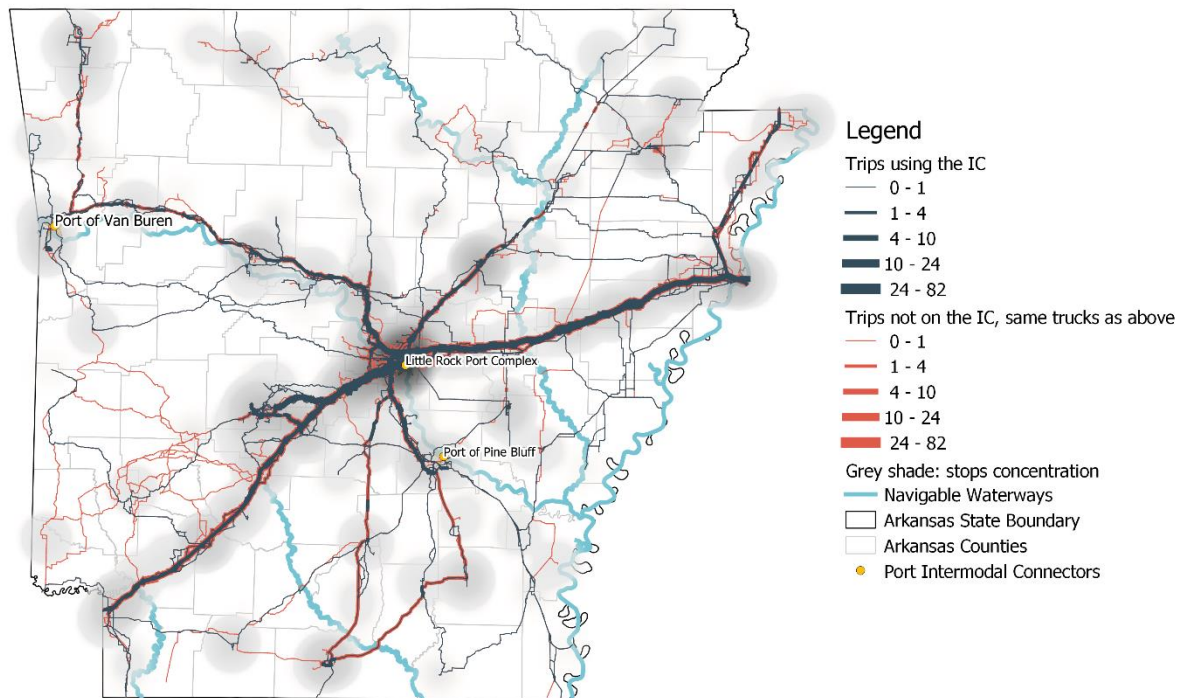 Port of Van Buren
Little Rock Port Complex
Port of Pine Bluff
Legend
Trips using the IC
0 - 1
1 - 4
4 - 10
10 - 24
24 - 82
Trips not on the IC, same trucks as above
0 - 1
1 - 4
4 - 10
10 - 24
24 - 82
Grey shade: stops concentration
Navigable Waterways
Arkansas State Boundary
Arkansas Counties
Port Intermodal Connectors